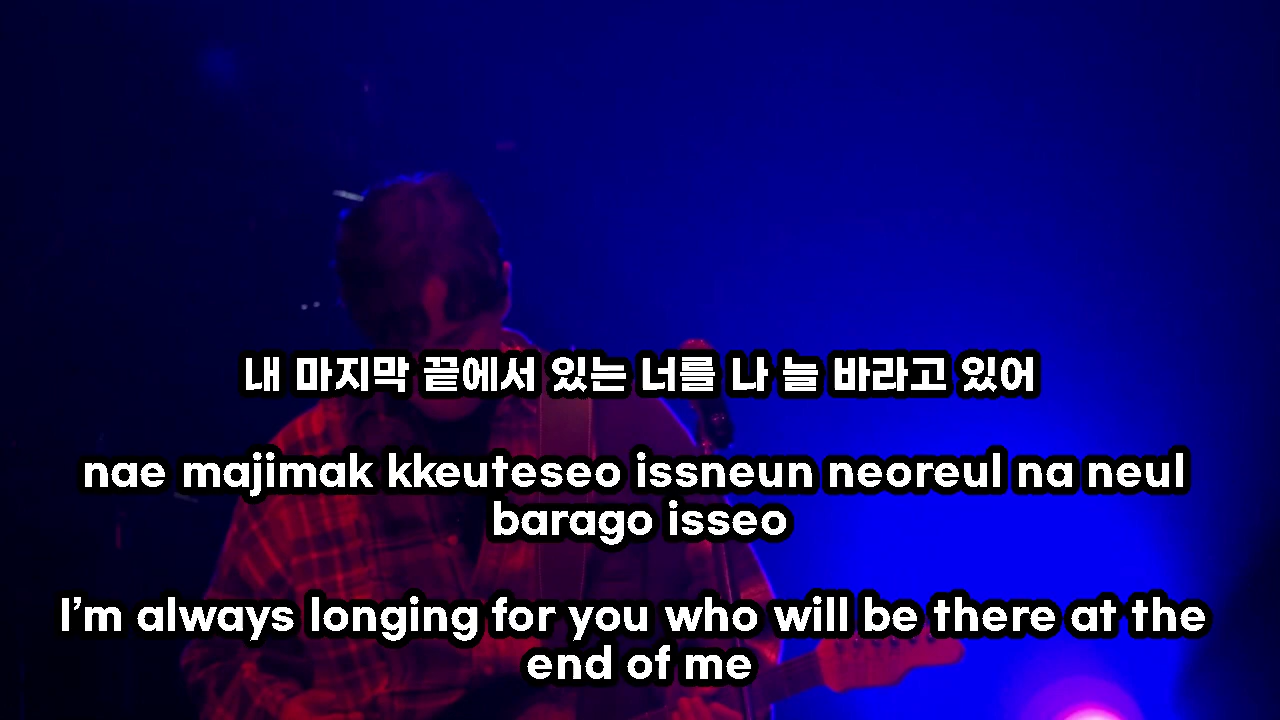 내 마지막 끝에서 있는 너를 나 늘 바라고 있어
nae majimak kkeuteseo issneun neoreul na neul
barago isseo
I'm always longing for you who will be there at the
end of me